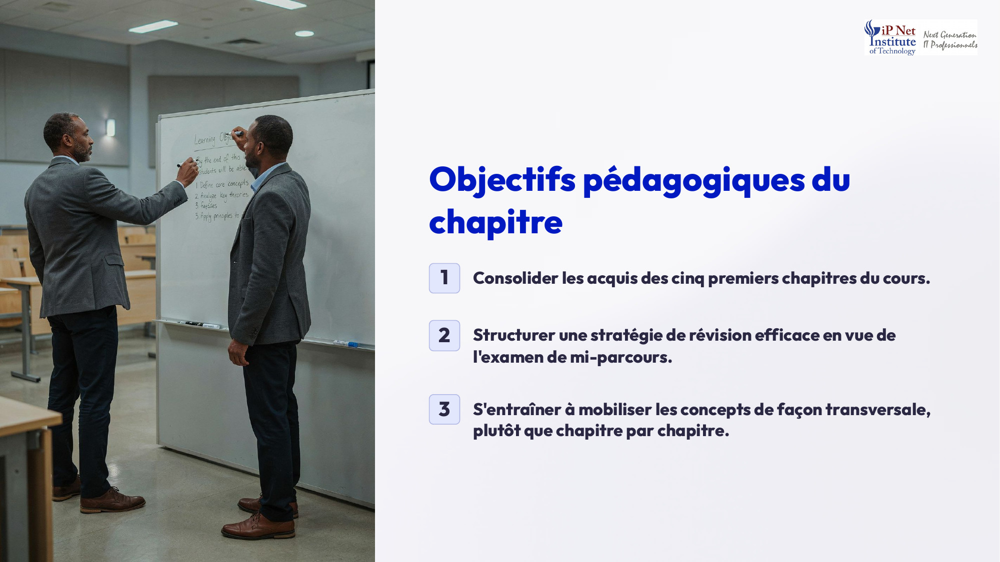 iP Net
Institute
of Technology
Next Generation
IT Professionnels
Learning
By the end of this
students will be able
1 Define core concepts
2. Analyze key theories
3.
3. Apply principles to
Objectifs pédagogiques du
chapitre
1
Consolider les acquis des cinq premiers chapitres du cours.
2
Structurer une stratégie de révision efficace en vue de
l'examen de mi-parcours.
3
S'entraîner à mobiliser les concepts de façon transversale,
plutôt que chapitre par chapitre.